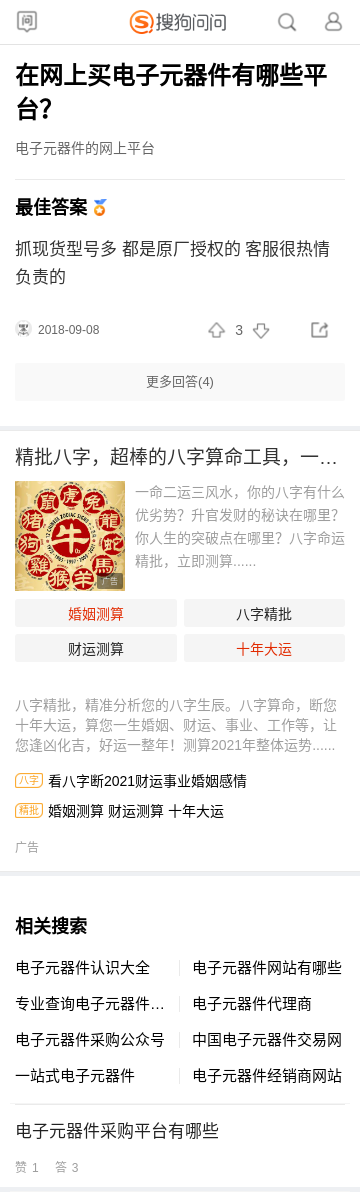 问
S 搜狗问问
在网上买电子元器件有哪些平
台?
电子元器件的网上平台
最佳答案
抓现货型号多 都是原厂授权的 客服很热情
负责的
2018-09-08 3
更多回答(4)
精批八字，超棒的八字算命工具，一…
一命二运三风水，你的八字有什么
优劣势？升官发财的秘诀在哪里？
你人生的突破点在哪里？八字命运
精批，立即测算......
鼠 虎 兔
猪 龍
狗 牛 蛇
雞 猴 羊 馬
广告
婚姻测算 八字精批
财运测算 十年大运
八字精批，精准分析您的八字生辰。八字算命，断您
十年大运，算您一生婚姻、财运、事业、工作等，让
您逢凶化吉，好运一整年！测算2021年整体运势......
八字 看八字断2021财运事业婚姻感情
精批 婚姻测算 财运测算 十年大运
广告
相关搜索
电子元器件认识大全 电子元器件网站有哪些
专业查询电子元器件… 电子元器件代理商
电子元器件采购公众号 中国电子元器件交易网
一站式电子元器件 电子元器件经销商网站
电子元器件采购平台有哪些
赞 1 答 3